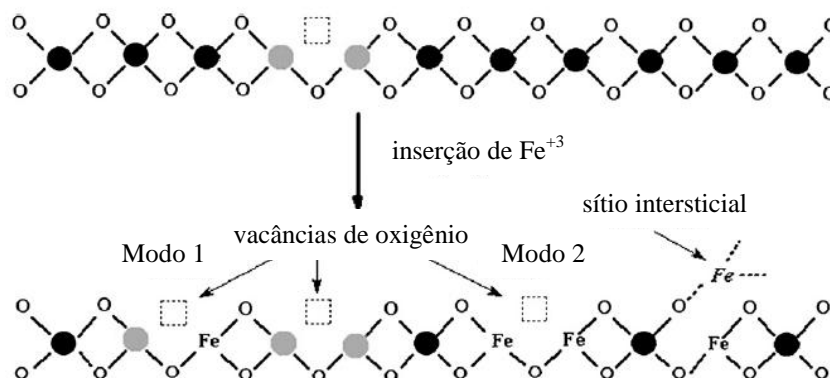 O O O O O O O O O O O
O O O O O O O O O O O O
inserção de Fe+3
sítio intersticial
vacâncias de oxigênio
Modo 1
Modo 2
Fe
O O O O O O O O O
Fe Fe Fe Fe
O O O O O O O O O O O O